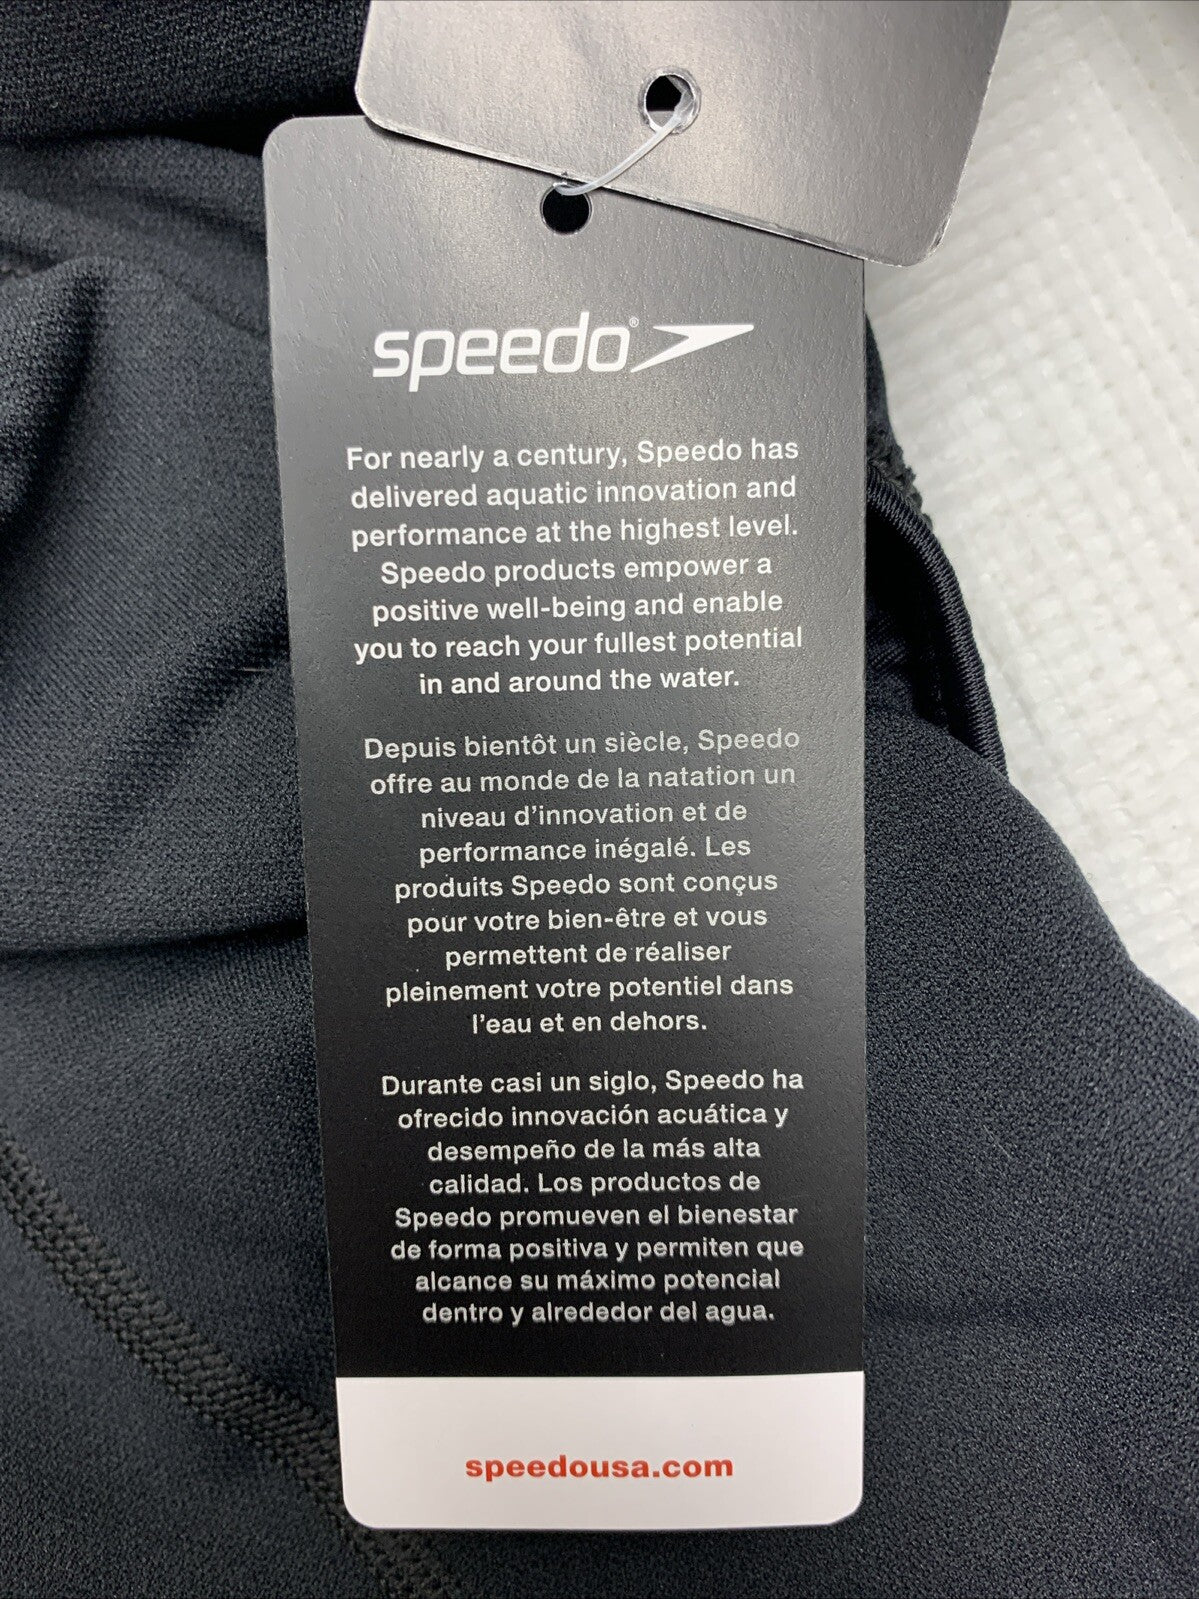 speedo®
For nearly a century, Speedo has
delivered aquatic innovation and
performance at the highest level.
Speedo products empower a
positive well-being and enable
you to reach your fullest potential
in and around the water.
Depuis bientôt un siècle, Speedo
offre au monde de la natation un
niveau d'innovation et de
performance inégalé. Les
produits Speedo sont conçus
pour votre bien-être et vous
permettent de réaliser
pleinement votre potentiel dans
l'eau et en dehors.
Durante casi un siglo, Speedo ha
ofrecido innovación acuática y
desempeño de la más alta
calidad. Los productos de
Speedo promueven el bienestar
de forma positiva y permiten que
alcance su máximo potencial
dentro y alrededor del agua.
speedousa.com